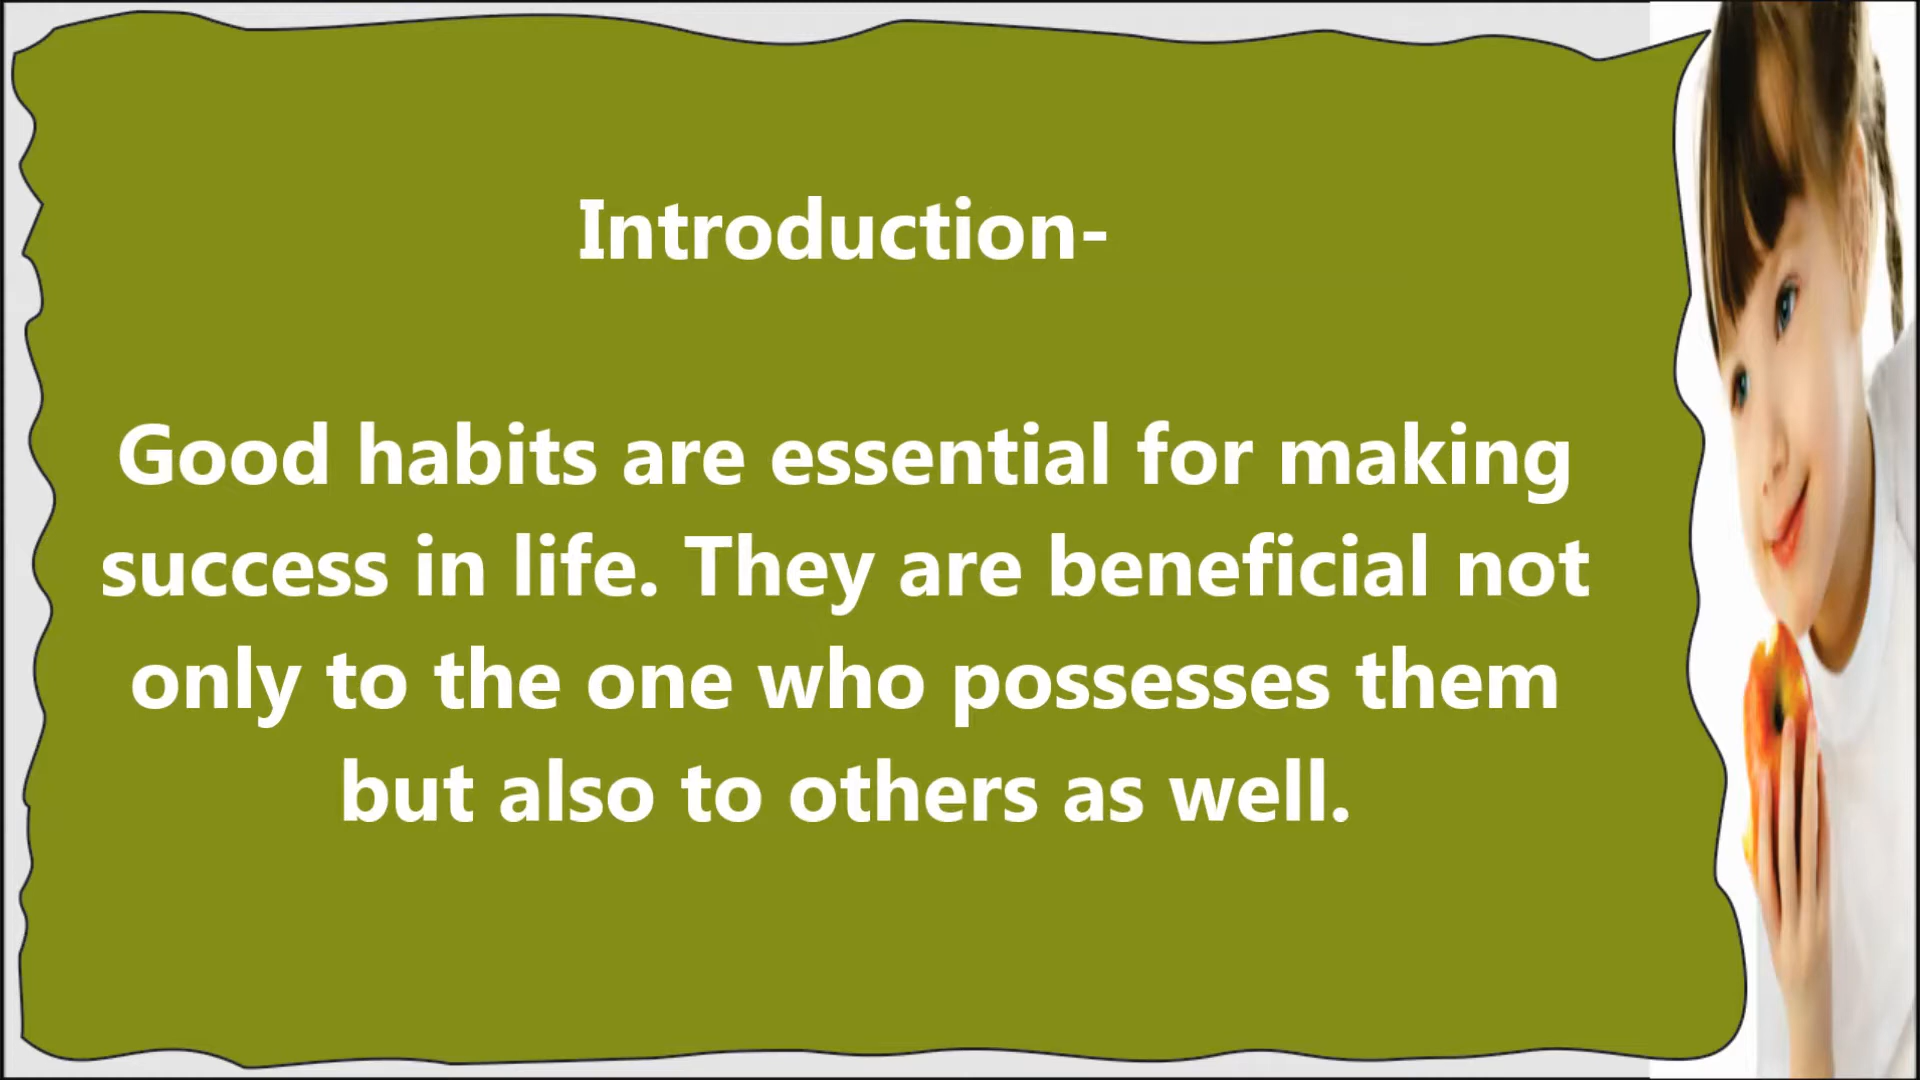 Introduction-
Good habits are essential for making
success in life. They are beneficial not
only to the one who possesses them
but also to others as well.